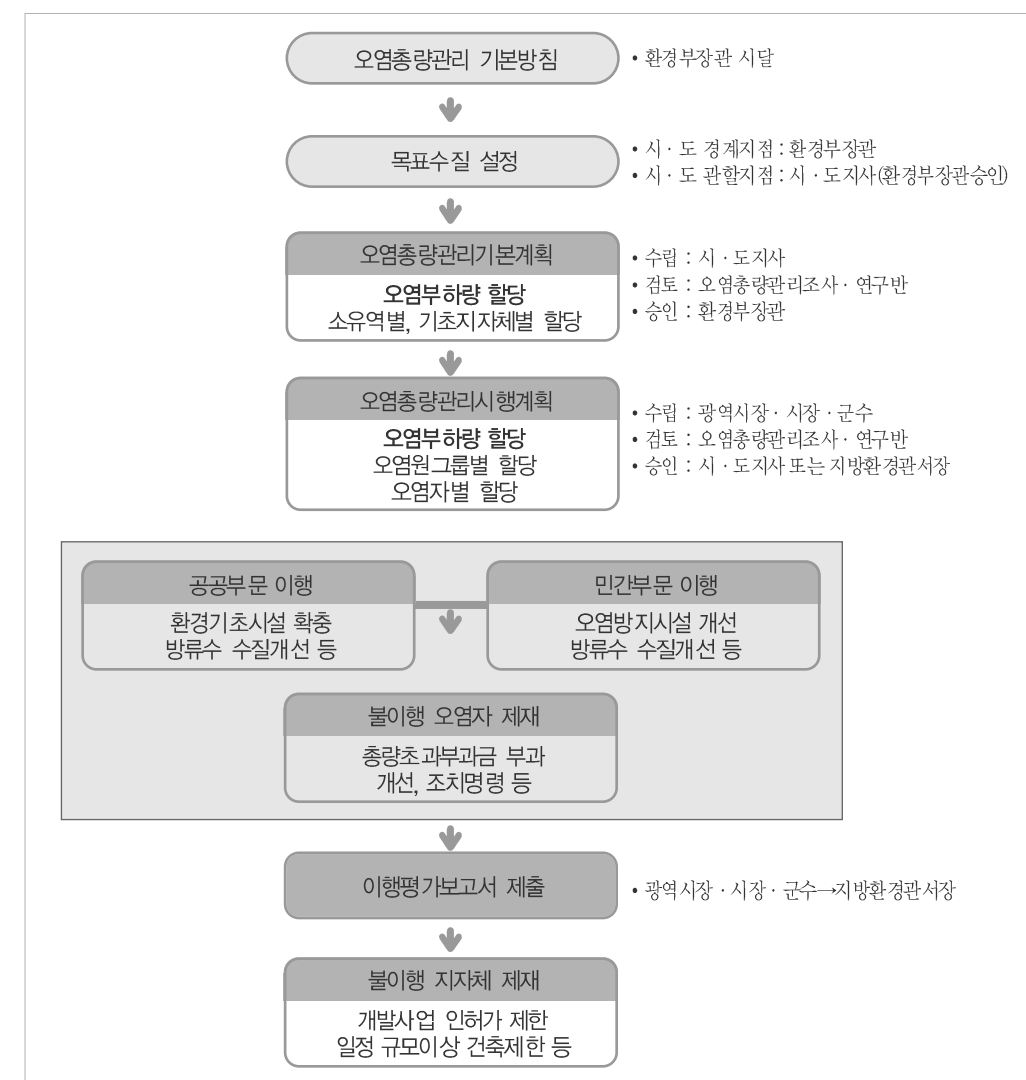 오염총량관리 기본방침
• 환경부장관 시달
목표수질 설정
• 시 · 도 경계지점 : 환경부장관
• 시 · 도 관할지점 : 시 · 도지사(환경부장관승인)
오염총량관리기본계획
오염부하량 할당
소유역별, 기초지자체별 할당
• 수립 : 시 · 도지사
• 검토 : 오염총량관리조사 · 연구반
• 승인 : 환경부장관
오염총량관리시행계획
오염부하량 할당
오염원그룹별 할당
오염자별 할당
• 수립 : 광역시장 · 시장 · 군수
• 검토 : 오염총량관리조사 · 연구반
• 승인 : 시 · 도지사 또는 지방환경관서장
공공부문 이행
환경기초시설 확충
방류수 수질개선 등
민간부문 이행
오염방지시설 개선
방류수 수질개선 등
불이행 오염자 제재
총량초과부과금 부과
개선, 조치명령 등
이행평가보고서 제출
• 광역시장 · 시장 · 군수→지방환경관서장
불이행 지자체 제재
개발사업 인허가 제한
일정 규모이상 건축제한 등